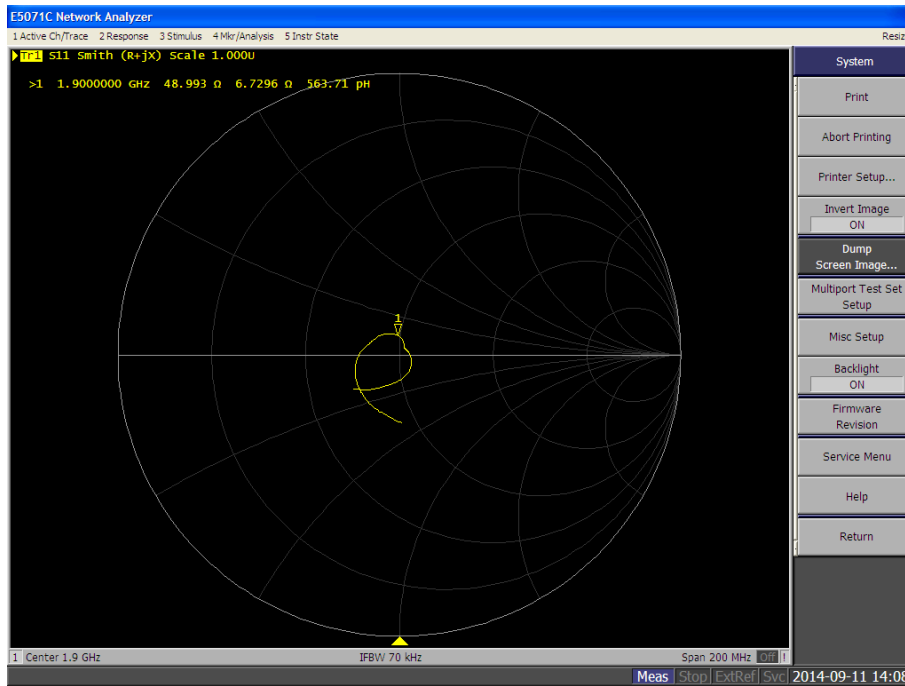 E5071C Network Analyzer
1 Active Ch/Trace 2 Response 3 Stimulus 4 Mkr/Analysis 5 Instr State
Resiz
Tr1 S11 Smith (R+jX) Scale 1.000U
>1 1.9000000 GHz 48.993 Ω 6.7296 Ω 563.71 pH
1
System
Print
Abort Printing
Printer Setup...
Invert Image
ON
Dump
Screen Image...
Multiport Test Set
Setup
Misc Setup
Backlight
ON
Firmware
Revision
Service Menu
Help
Return
1 Center 1.9 GHz IFBW 70 kHz Span 200 MHz Off !
Meas Stop ExtRef Svc 2014-09-11 14:08